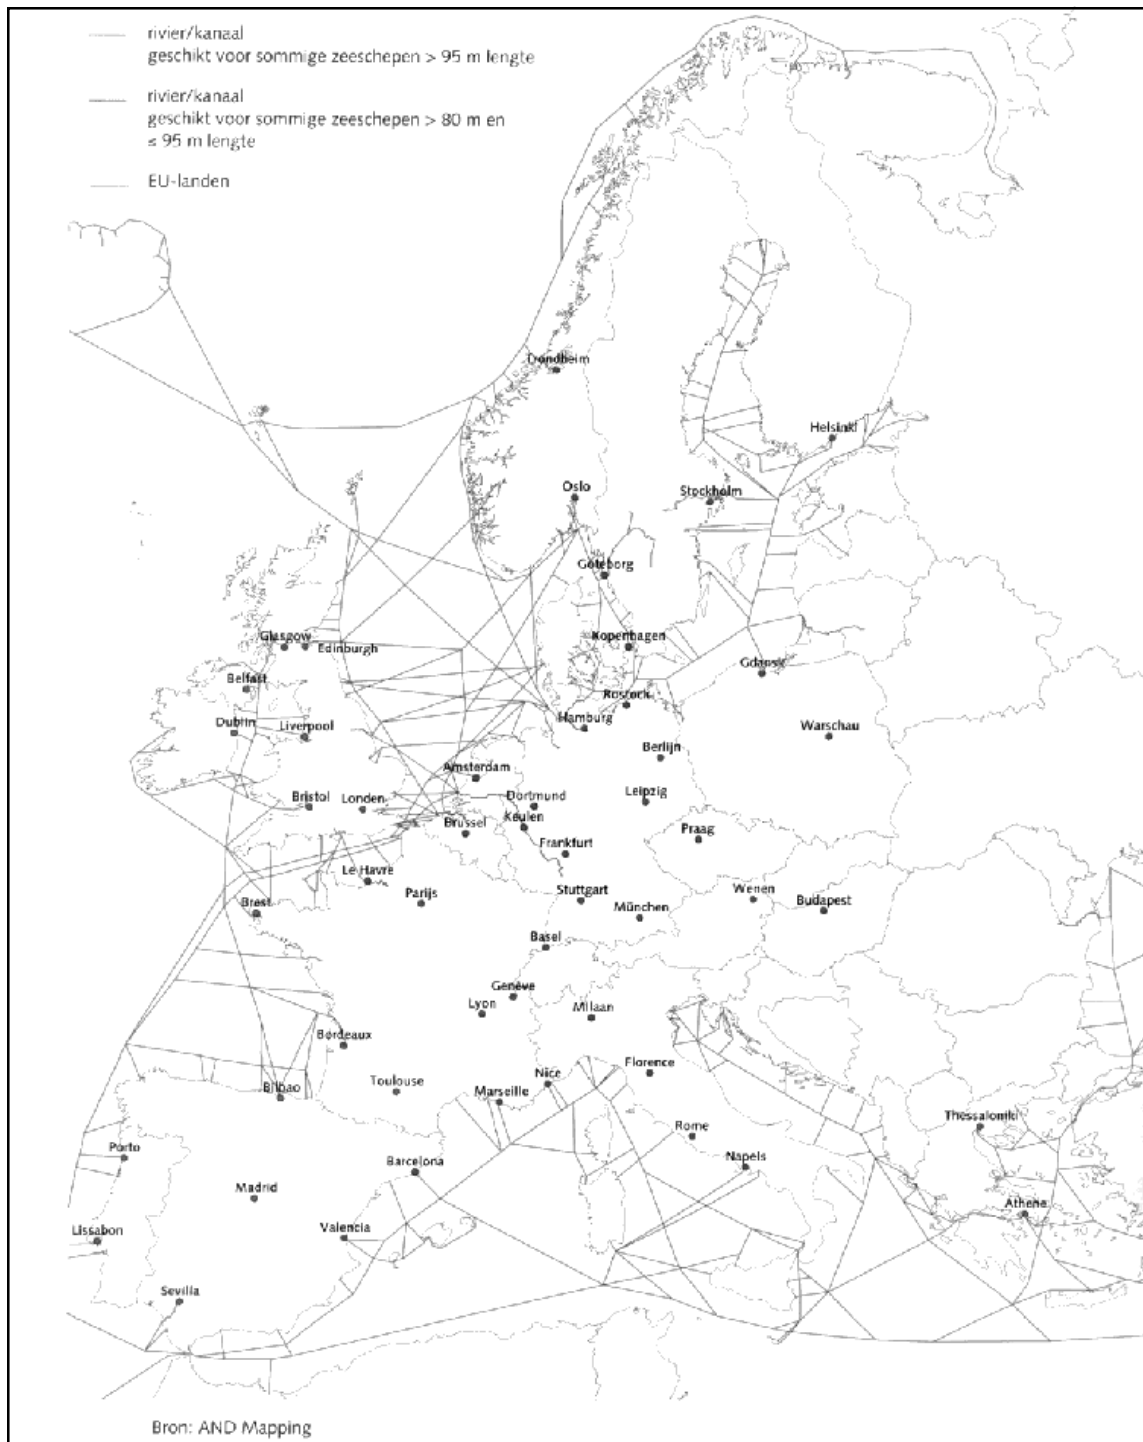 rivier/kanaal
geschikt voor sommige zeeschepen > 95 m lengte
rivier/kanaal
geschikt voor sommige zeeschepen > 80 m en
≤ 95 m lengte
EU-landen
Trondheim
Helsinki
Oslo
Stockholm
Göteborg
Glasgow
Edinburgh
Kopenhagen
Gdansk
Belfast
Rostock
Dublin
Liverpool
Hamburg
Warschau
Berlijn
Amsterdam
Bristol
Londen
Dortmund
Leipzig
Brussel
Keulen
Praag
Frankfurt
Le Havre
Parijs
Stuttgart
Wenen
Budapest
Brest
München
Basel
Genève
Lyon
Milaan
Bordeaux
Florence
Nice
Toulouse
Bilbao
Marseille
Thessaloniki
Rome
Porto
Barcelona
Napels
Madrid
Athene
Lissabon
Valencia
Sevilla
Bron: AND Mapping